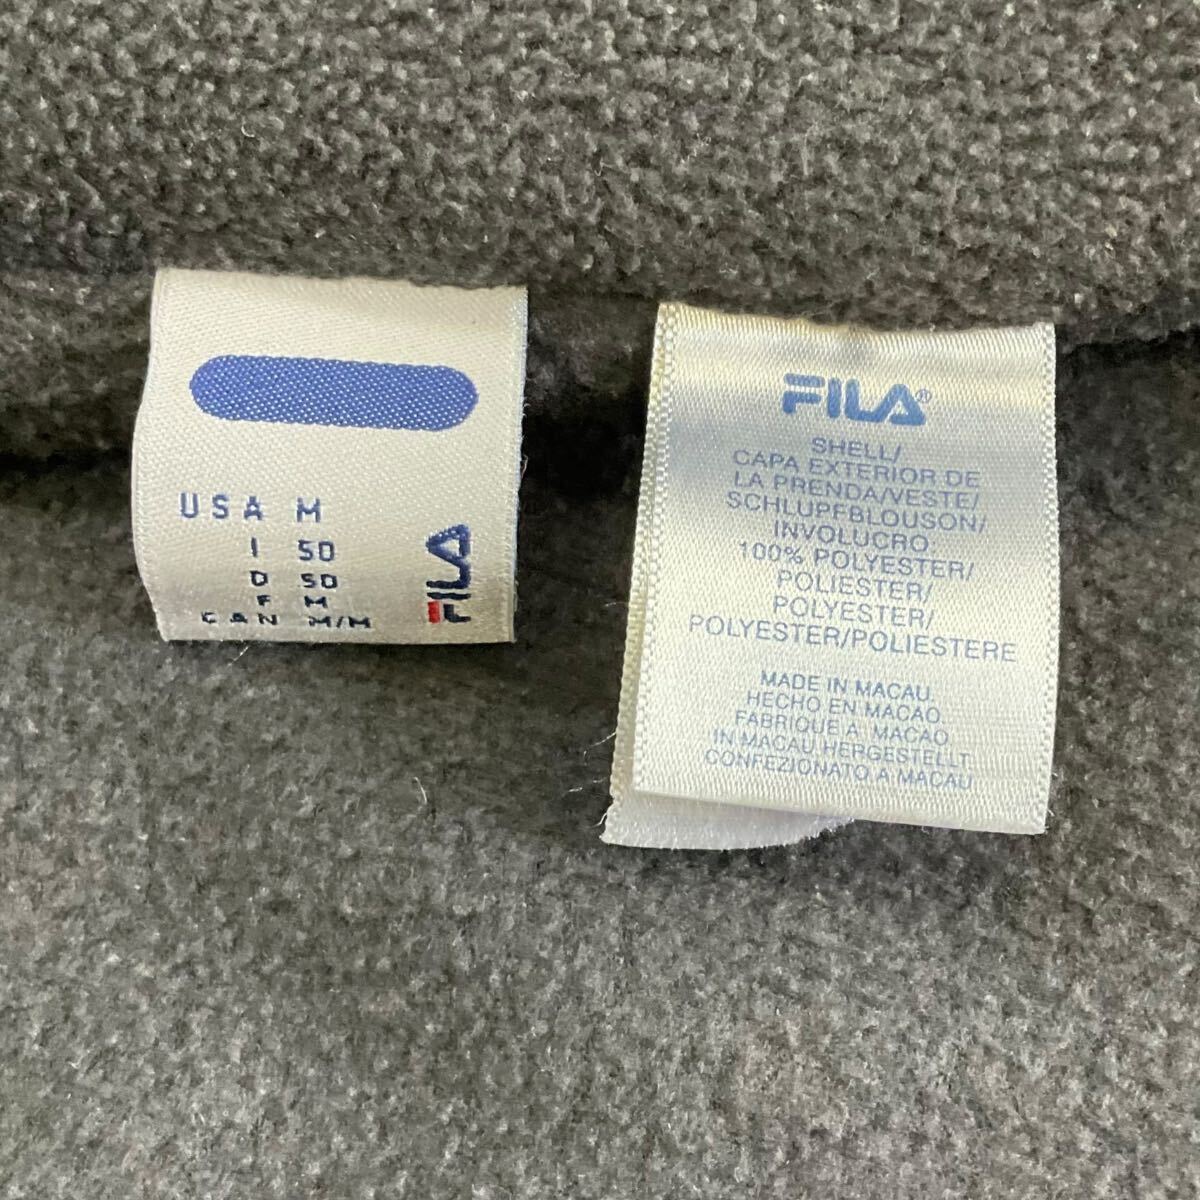 USA M
I 50
D 50
F M
CAN M/M
FILA
FILA®
SHELL/
CAPA EXTERIOR DE
LA PRENDA/VESTE/
SCHLUPFBLOUSON/
INVOLUCRO:
100% POLYESTER/
POLIESTER/
POLYESTER/
POLYESTER/POLIESTERE
MADE IN MACAU.
HECHO EN MACAO.
FABRIQUE A MACAO.
IN MACAU HERGESTELLT.
CONFEZIONATO A MACAU